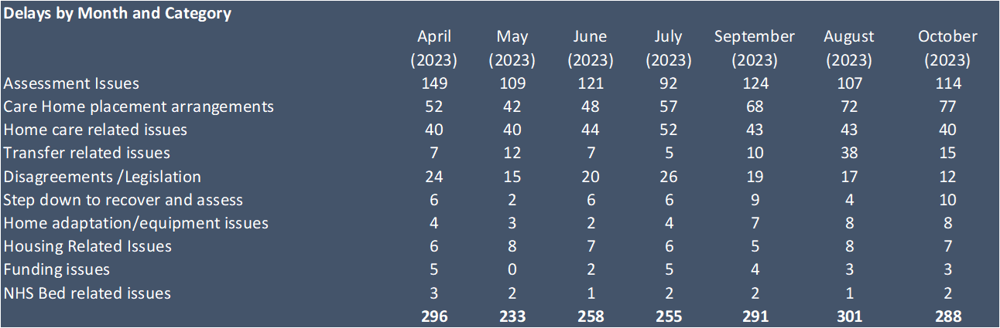 Delays by Month and Category
April May June July September August October
(2023) (2023) (2023) (2023) (2023) (2023) (2023)
Assessment Issues 149 109 121 92 124 107 114
Care Home placement arrangements 52 42 48 57 68 72 77
Home care related issues 40 40 44 52 43 43 40
Transfer related issues 7 12 7 5 10 38 15
Disagreements /Legislation 24 15 20 26 19 17 12
Step down to recover and assess 6 2 6 6 9 4 10
Home adaptation/equipment issues 4 3 2 4 7 8 8
Housing Related Issues 6 8 7 6 5 8 7
Funding issues 5 0 2 5 4 3 3
NHS Bed related issues 3 2 1 2 2 1 2
296 233 258 255 291 301 288